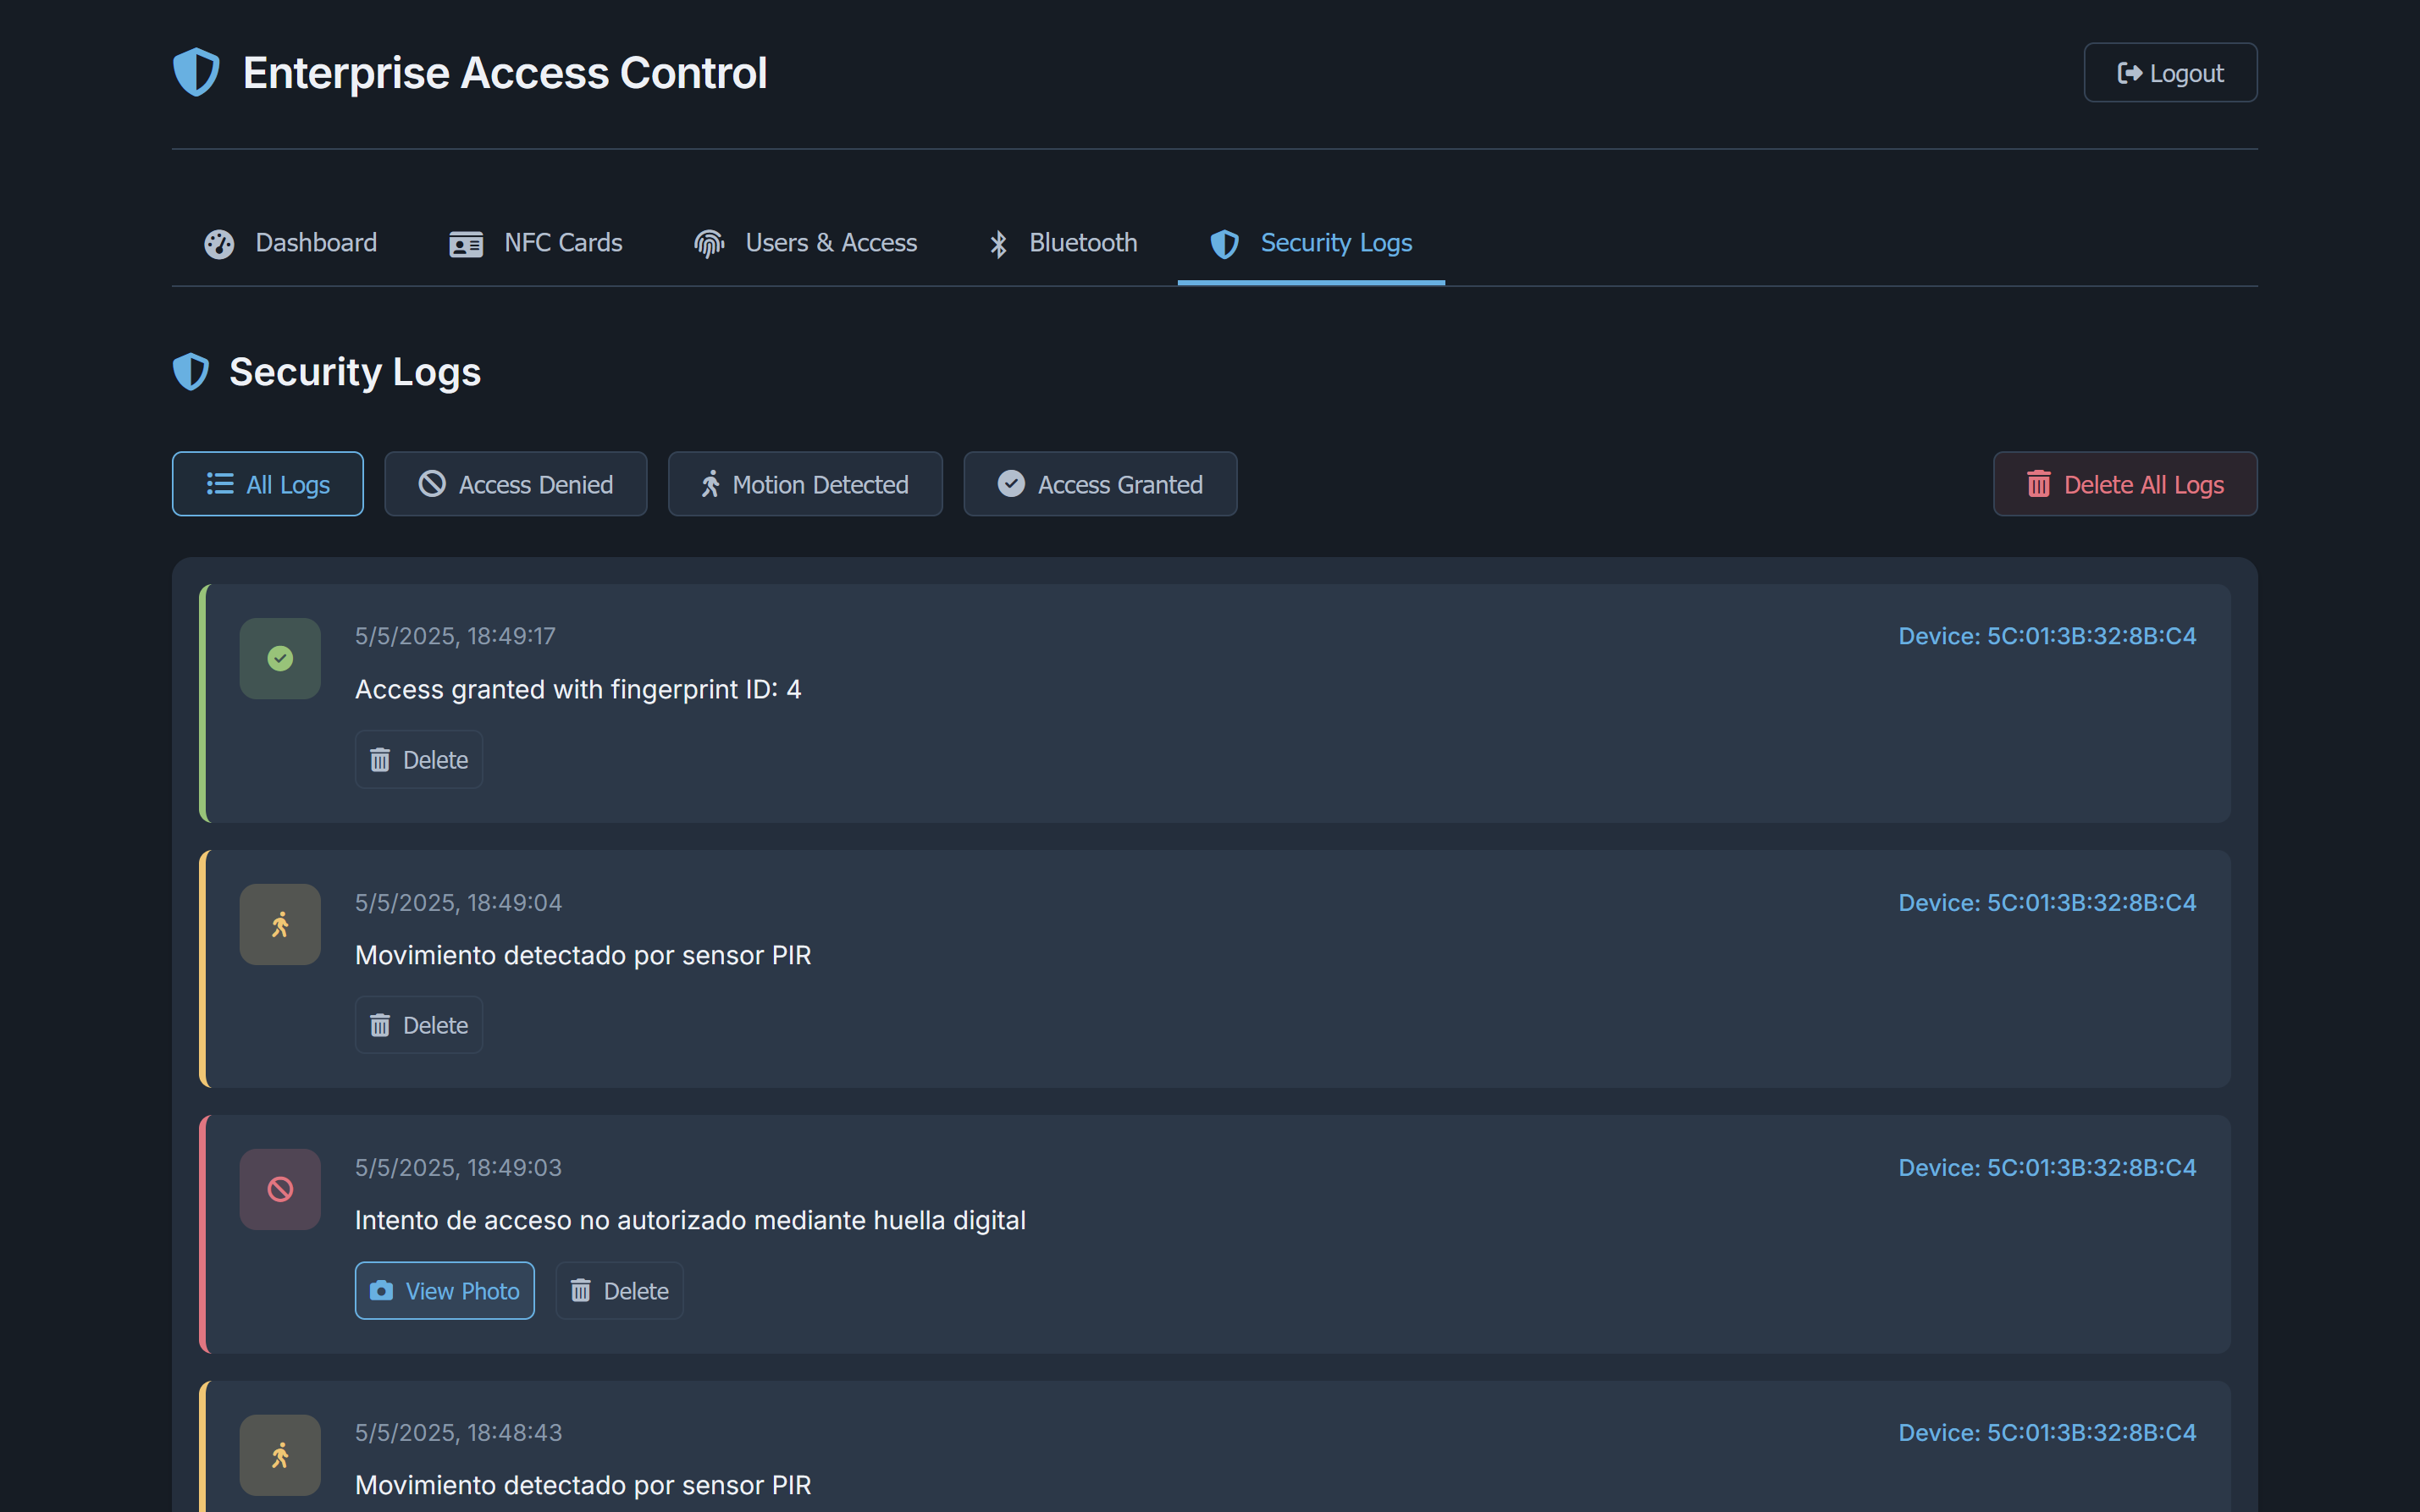 Enterprise Access Control
Logout
Dashboard
NFC Cards
Users & Access
Bluetooth
Security Logs
Security Logs
All Logs
Access Denied
Motion Detected
Access Granted
Delete All Logs
5/5/2025, 18:49:17
Device: 5C:01:3B:32:8B:C4
Access granted with fingerprint ID: 4
Delete
5/5/2025, 18:49:04
Device: 5C:01:3B:32:8B:C4
Movimiento detectado por sensor PIR
Delete
5/5/2025, 18:49:03
Device: 5C:01:3B:32:8B:C4
Intento de acceso no autorizado mediante huella digital
View Photo
Delete
5/5/2025, 18:48:43
Device: 5C:01:3B:32:8B:C4
Movimiento detectado por sensor PIR